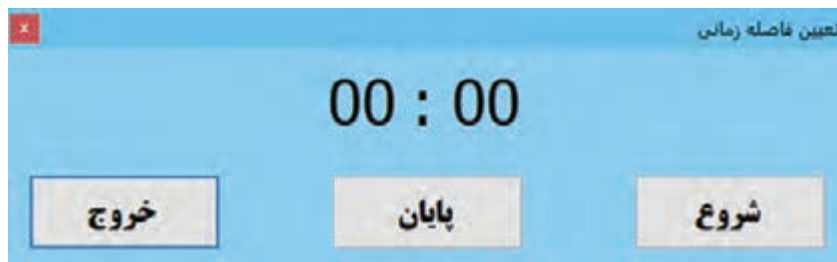 تعیین فاصله زمانی x
00 : 00
شروع پایان خروج